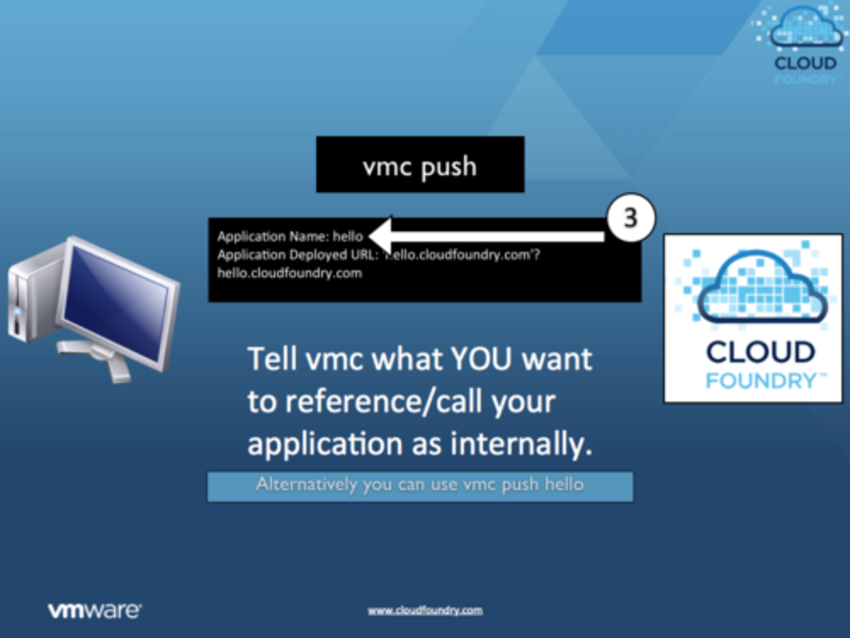 CLOUD
FOUNDRY™
vmc push
3
Application Name: hello
Application Deployed URL: 'hello.cloudfoundry.com'?
hello.cloudfoundry.com
CLOUD
FOUNDRY™
Tell vmc what YOU want
to reference/call your
application as internally.
Alternatively you can use vmc push hello
vmware®
www.cloudfoundry.com